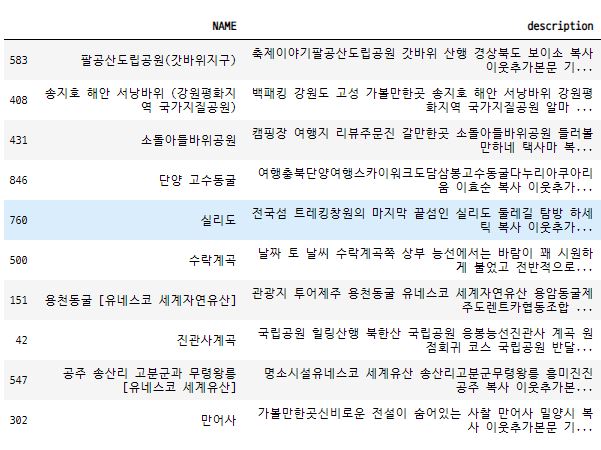 NAME description
583 팔공산도립공원(갓바위지구) 축제이야기팔공산도립공원 갓바위 산행 경상북도 보이소 복사
이웃추가본문 기...
408 송지호 해안 서낭바위 (강원평화지 백패킹 강원도 고성 가볼만한곳 송지호 해안 서낭바위 강원평
역 국가지질공원) 화지역 국가지질공원 알마 ...
431 소돌아들바위공원 캠핑장 여행지 리뷰주문진 갈만한곳 소돌아들바위공원 들러볼
만하네 택사마 복...
846 단양 고수동굴 여행충북단양여행스카이워크도담삼봉고수동굴다누리아쿠아리
움 이효순 복사 이웃추가...
760 실리도 전국섬 트레킹창원의 마지막 끝섬인 실리도 둘레길 탐방 하세
틱 복사 이웃추가...
500 수락계곡 날짜 토 날씨 수락계곡쪽 상부 능선에서는 바람이 꽤 시원하
게 불었고 전반적으로...
151 용천동굴 [유네스코 세계자연유산] 관광지 투어제주 용천동굴 유네스코 세계자연유산 용암동굴제
주도렌트카협동조합 ...
42 진관사계곡 국립공원 힐링산행 북한산 국립공원 응봉능선진관사 계곡 원
점회귀 코스 국립공원 반달...
547 공주 송산리 고분군과 무령왕릉 명소시설유네스코 세계유산 송산리고분군무령왕릉 흥미진진
[유네스코 세계유산] 공주 복사 이웃추가본...
302 만어사 가볼만한곳신비로운 전설이 숨어있는 사찰 만어사 밀양시 복
사 이웃추가본문 기...